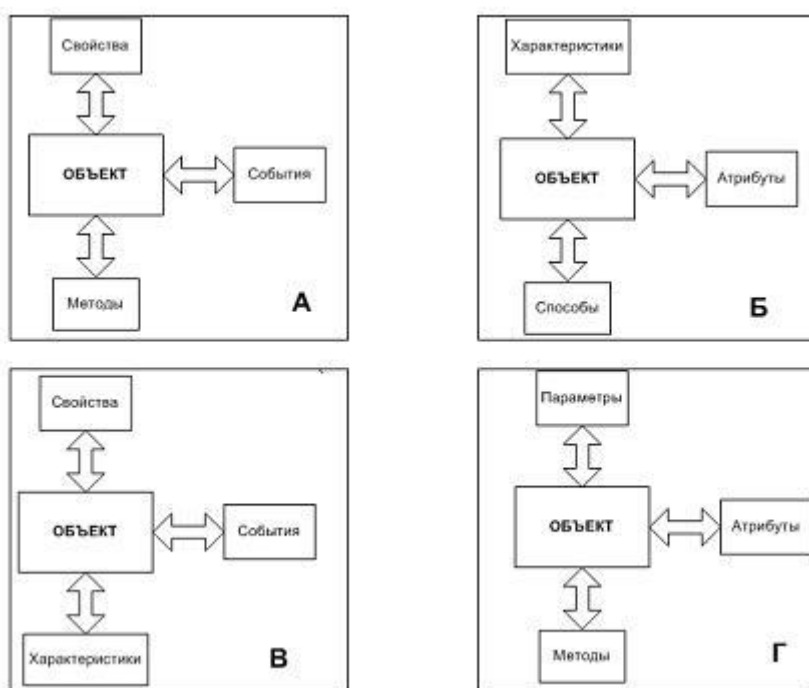 Свойства
ОБЪЕКТ
События
Методы
А
Характеристики
ОБЪЕКТ
Атрибуты
Способы
Б
Свойства
ОБЪЕКТ
События
Характеристики
В
Параметры
ОБЪЕКТ
Атрибуты
Методы
Г